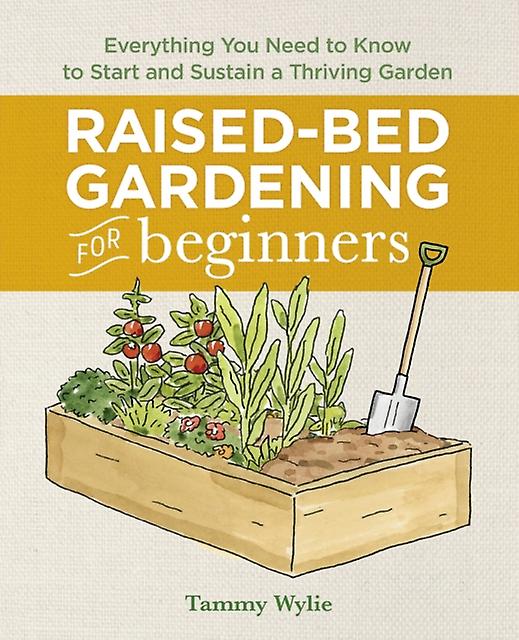 Everything You Need to Know
to Start and Sustain a Thriving Garden
RAISED-BED
GARDENING
FOR beginners
Tammy Wylie